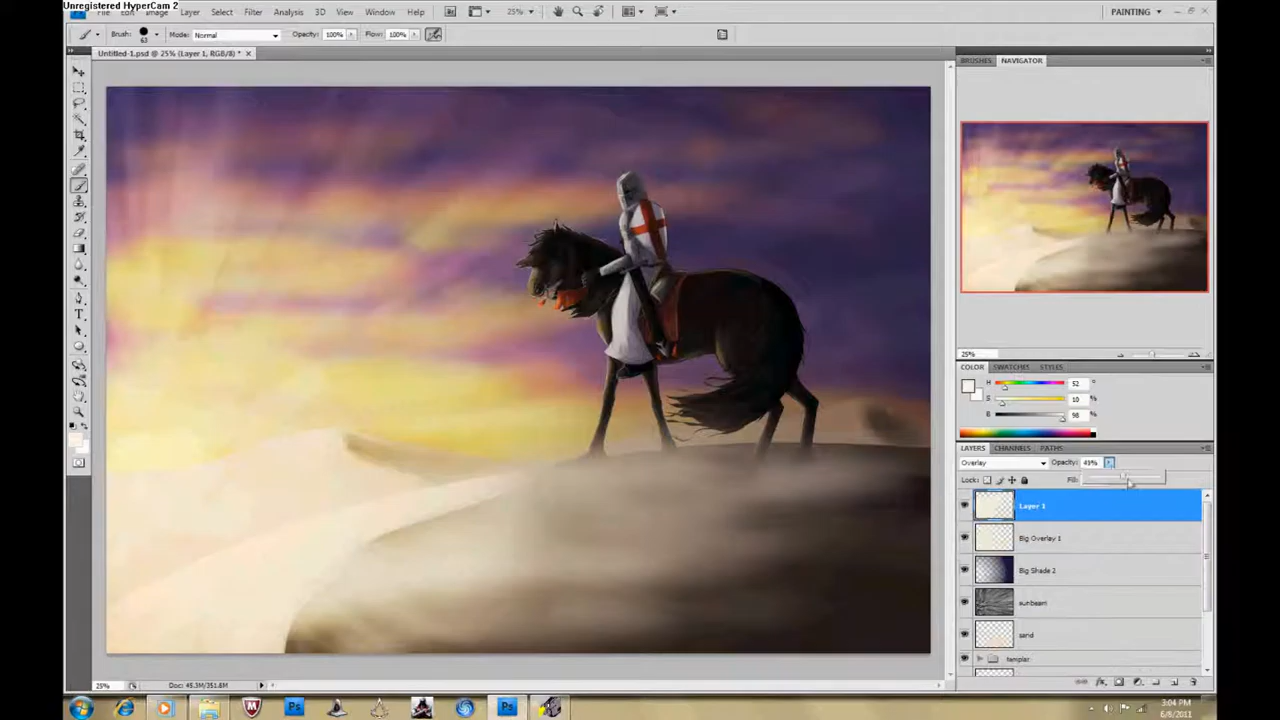 Unregistered HyperCam 2
File Edit Image Layer Select Filter Analysis 3D View Window Help 25% PAINTING
Brush: 63 Mode: Normal Opacity: 100% Flow: 100%
Untitled-1.psd @ 25% (Layer 1, RGB/8) *
BRUSHES NAVIGATOR
25%
COLOR SWATCHES STYLES
H 52 °
S 10 %
B 98 %
LAYERS CHANNELS PATHS
Overlay Opacity: 49%
Lock: Fill:
Layer 1
Big Overlay 1
Big Shade 2
sunbeam
sand
templar
25% Doc: 45.3M/351.8M
3:04 PM
6/8/2011